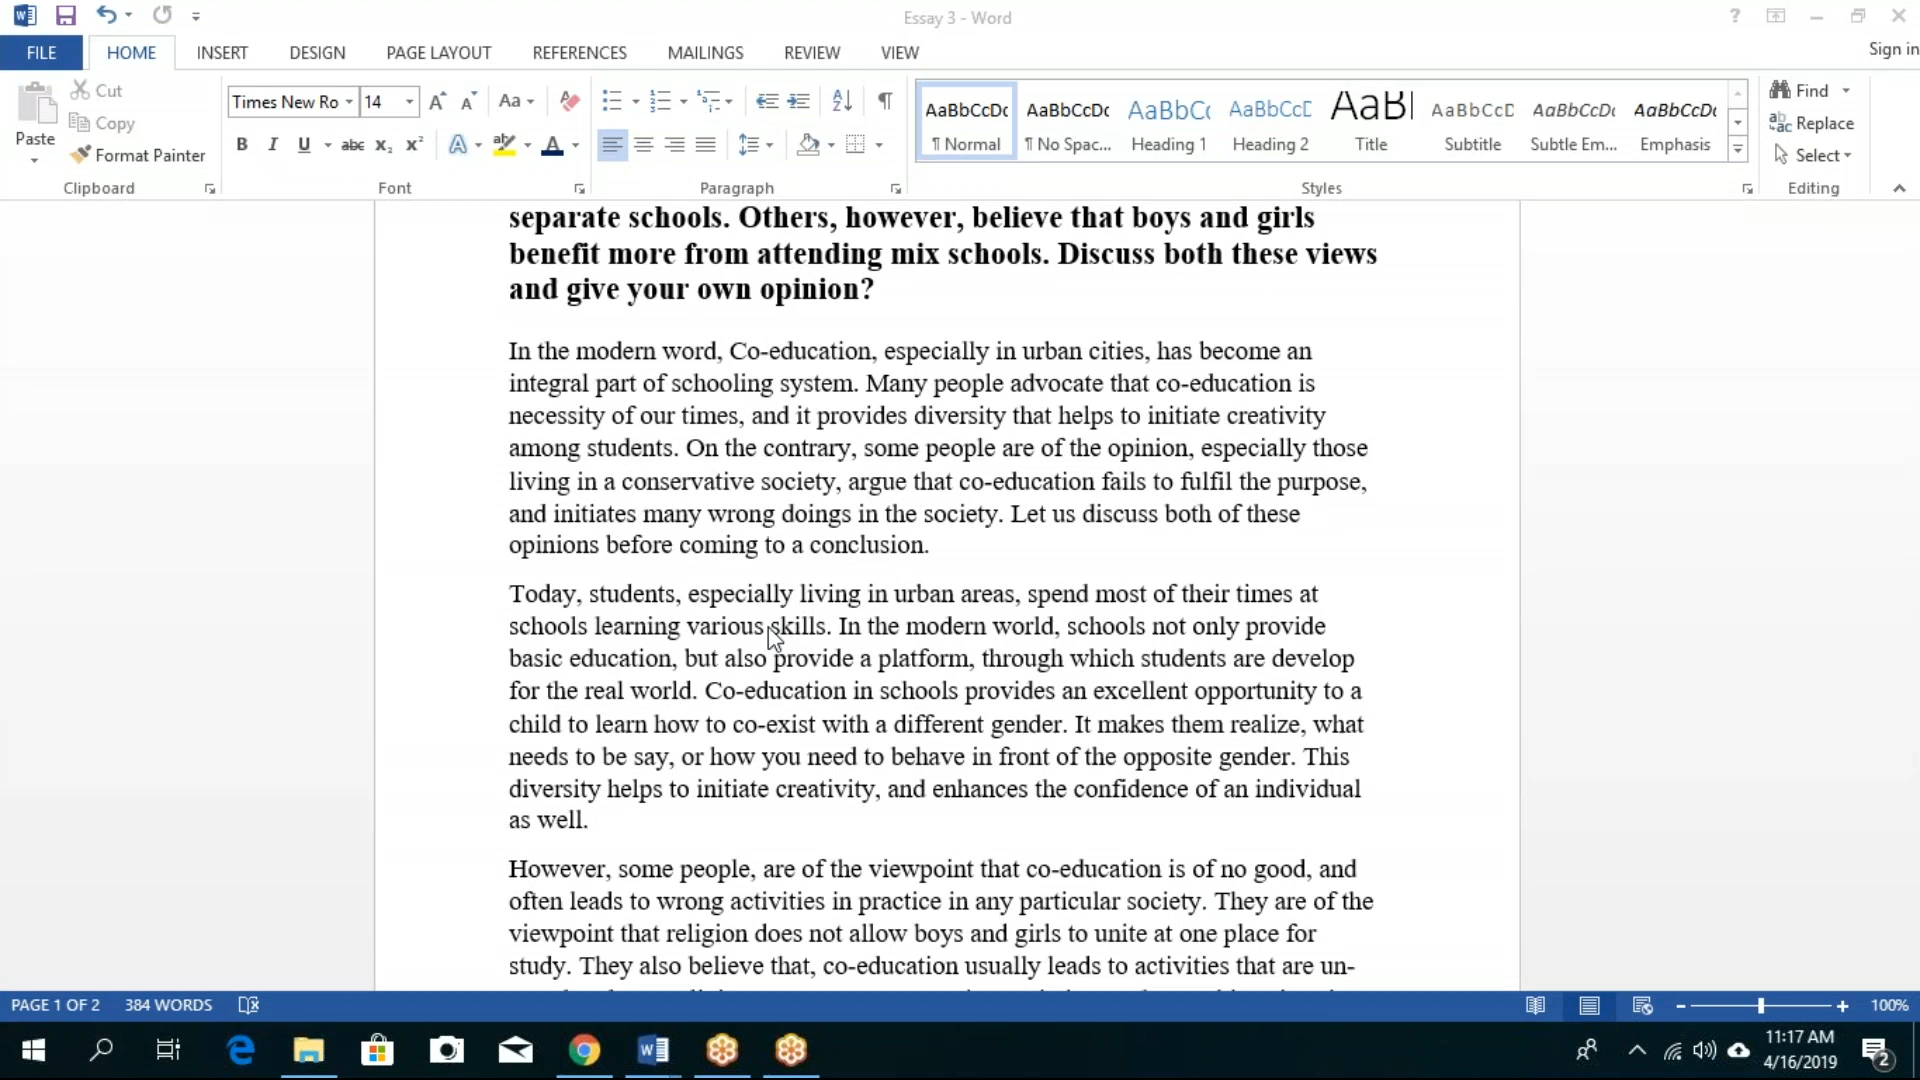 Essay 3 - Word
?
FILE HOME INSERT DESIGN PAGE LAYOUT REFERENCES MAILINGS REVIEW VIEW Sign in
Paste
Cut
Copy
Format Painter
Clipboard
Times New Ro 14
Font
Paragraph
AaBbCcDc AaBbCcDc AaBbC AaBbCcD AaB AaBbCcD AaBbCcDc AaBbCcDc
¶ Normal ¶ No Spac... Heading 1 Heading 2 Title Subtitle Subtle Em... Emphasis
Styles
Find
Replace
Select
Editing
separate schools. Others, however, believe that boys and girls
benefit more from attending mix schools. Discuss both these views
and give your own opinion?
In the modern word, Co-education, especially in urban cities, has become an
integral part of schooling system. Many people advocate that co-education is
necessity of our times, and it provides diversity that helps to initiate creativity
among students. On the contrary, some people are of the opinion, especially those
living in a conservative society, argue that co-education fails to fulfil the purpose,
and initiates many wrong doings in the society. Let us discuss both of these
opinions before coming to a conclusion.
Today, students, especially living in urban areas, spend most of their times at
schools learning various skills. In the modern world, schools not only provide
basic education, but also provide a platform, through which students are develop
for the real world. Co-education in schools provides an excellent opportunity to a
child to learn how to co-exist with a different gender. It makes them realize, what
needs to be say, or how you need to behave in front of the opposite gender. This
diversity helps to initiate creativity, and enhances the confidence of an individual
as well.
However, some people, are of the viewpoint that co-education is of no good, and
often leads to wrong activities in practice in any particular society. They are of the
viewpoint that religion does not allow boys and girls to unite at one place for
study. They also believe that, co-education usually leads to activities that are un-
PAGE 1 OF 2 384 WORDS 100%
11:17 AM
4/16/2019
2